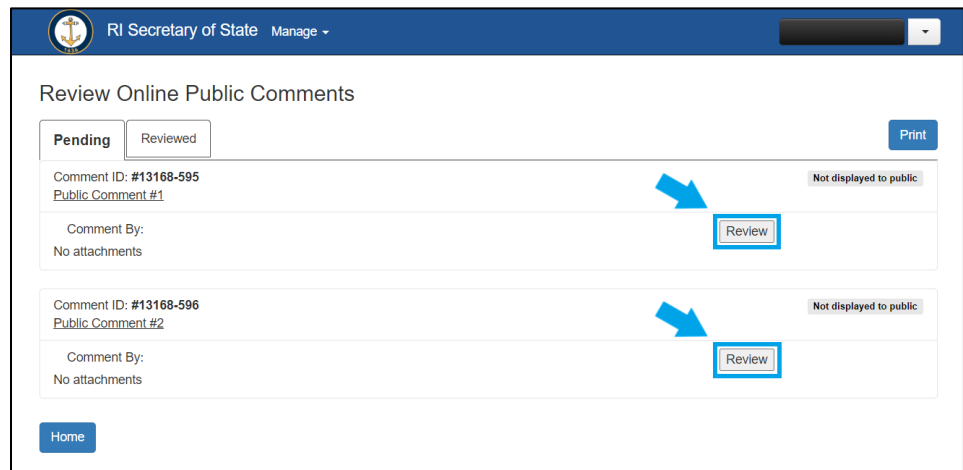 RI Secretary of State Manage
Review Online Public Comments
Pending Reviewed Print
Comment ID: #13168-595 Not displayed to public
Public Comment #1
Comment By: Review
No attachments
Comment ID: #13168-596 Not displayed to public
Public Comment #2
Comment By: Review
No attachments
Home